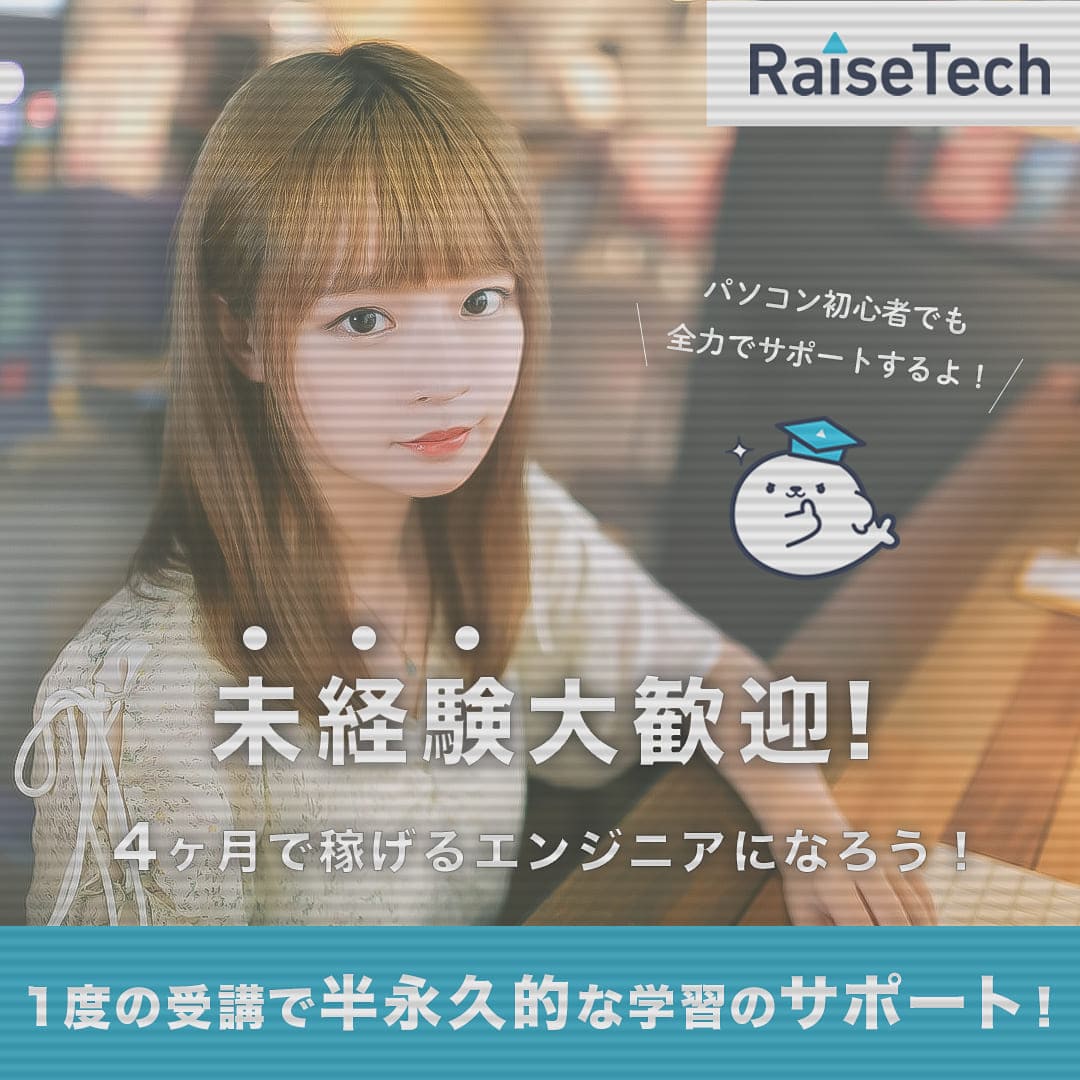 RaiseTech
パソコン初心者でも
全力でサポートするよ！
未経験大歓迎!
4ヶ月で稼げるエンジニアになろう！
1度の受講で半永久的な学習のサポート！